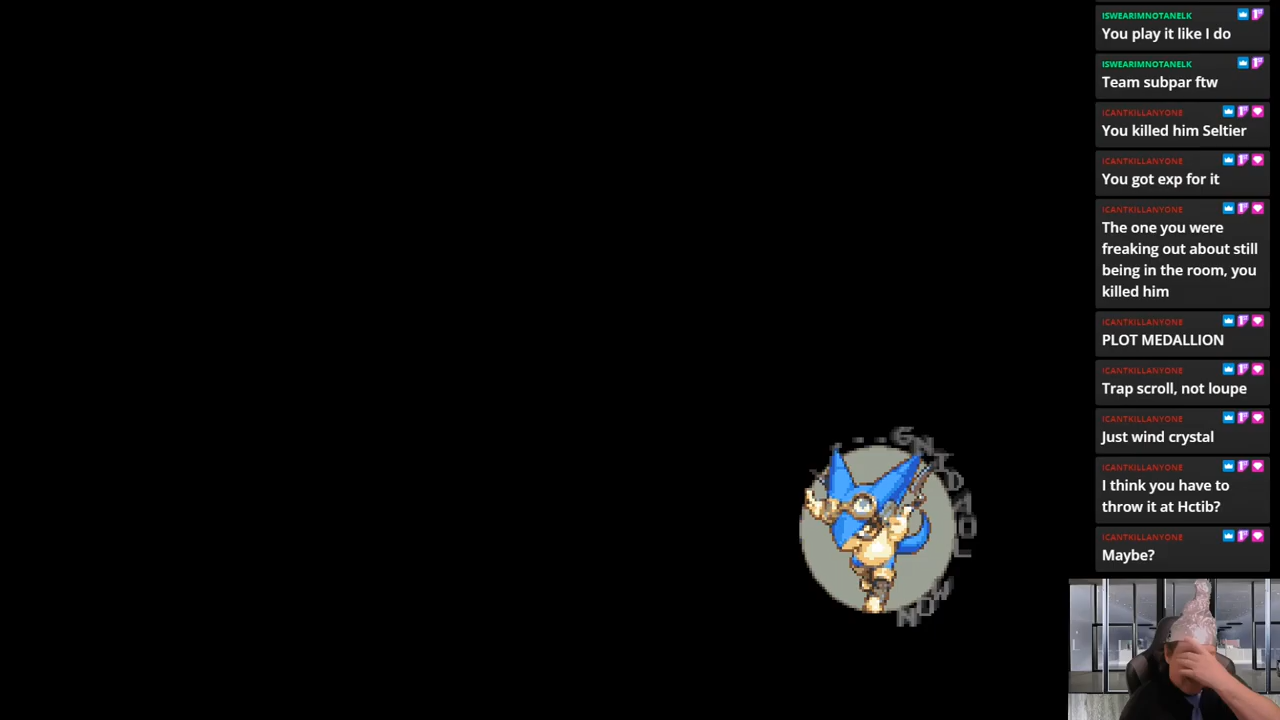 ISWEARIMNOTANELK
You play it like I do
ISWEARIMNOTANELK
Team subpar ftw
ICANTKILLANYONE
You killed him Seltier
ICANTKILLANYONE
You got exp for it
ICANTKILLANYONE
The one you were
freaking out about still
being in the room, you
killed him
ICANTKILLANYONE
PLOT MEDALLION
ICANTKILLANYONE
Trap scroll, not loupe
ICANTKILLANYONE
Just wind crystal
ICANTKILLANYONE
I think you have to
throw it at Hctib?
ICANTKILLANYONE
Maybe?
NOW LOADING...